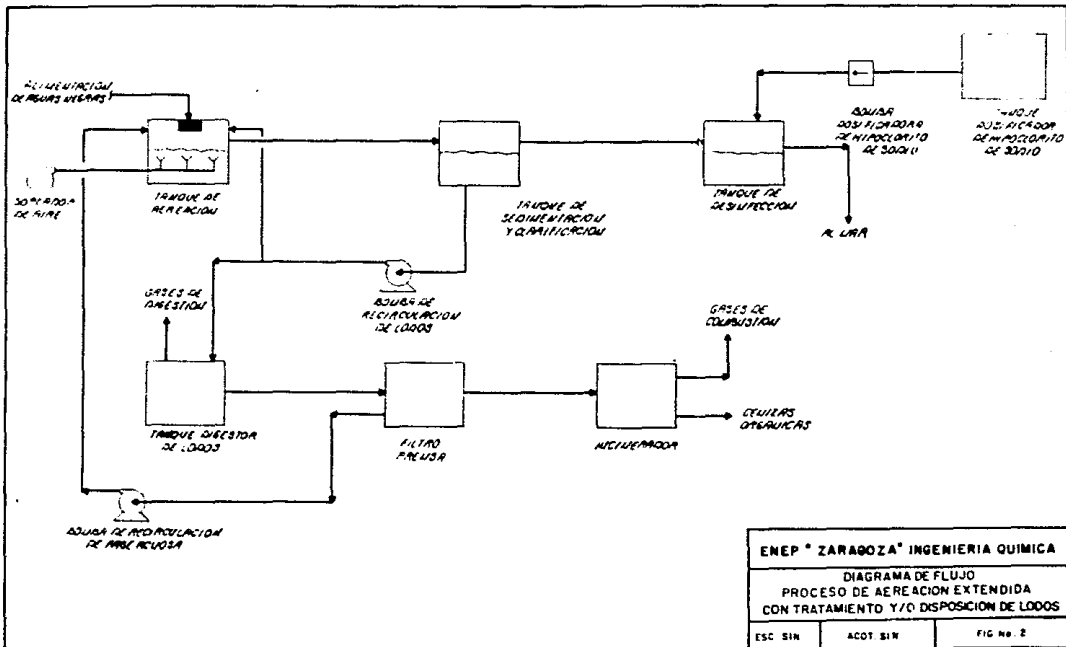 ALIMENTACION
DE AGUAS NEGRAS
SOPLADOR
DE AIRE
TANQUE DE
AEREACION
TANQUE DE
SEDIMENTACION
Y CLARIFICACION
TANQUE DE
DESINFECCION
BOMBA
DOSIFICADORA
DE HIPOCLORITO
DE SODIO
TANQUE
DOSIFICADOR
DE HIPOCLORITO
DE SODIO
AL MAR
BOMBA DE
RECIRCULACION
DE LODOS
GASES DE
DIGESTION
GASES DE
COMBUSTION
TANQUE DIGESTOR
DE LODOS
FILTRO
PRENSA
INCINERADOR
CENIZAS
ORGANICAS
BOMBA DE RECIRCULACION
DE FASE ACUOSA
ENEP " ZARAGOZA" INGENIERIA QUIMICA
DIAGRAMA DE FLUJO
PROCESO DE AEREACION EXTENDIDA
CON TRATAMIENTO Y/O DISPOSICION DE LODOS
ESC. SIN ACOT. SIN FIG No. 2